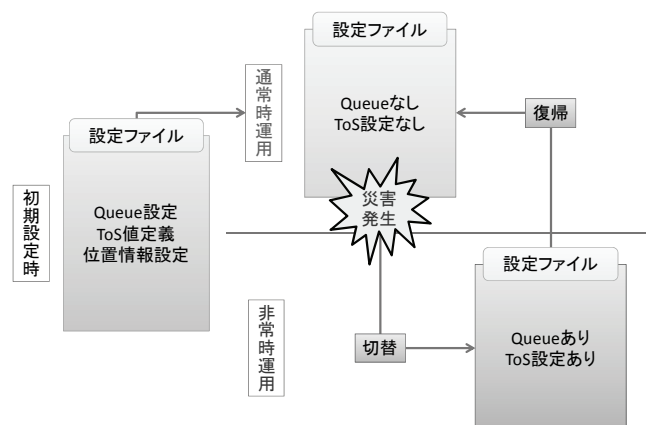 初期設定時
設定ファイル
Queue設定
ToS値定義
位置情報設定
通常時運用
設定ファイル
Queueなし
ToS設定なし
復帰
災害
発生
非常時運用
切替
設定ファイル
Queueあり
ToS設定あり